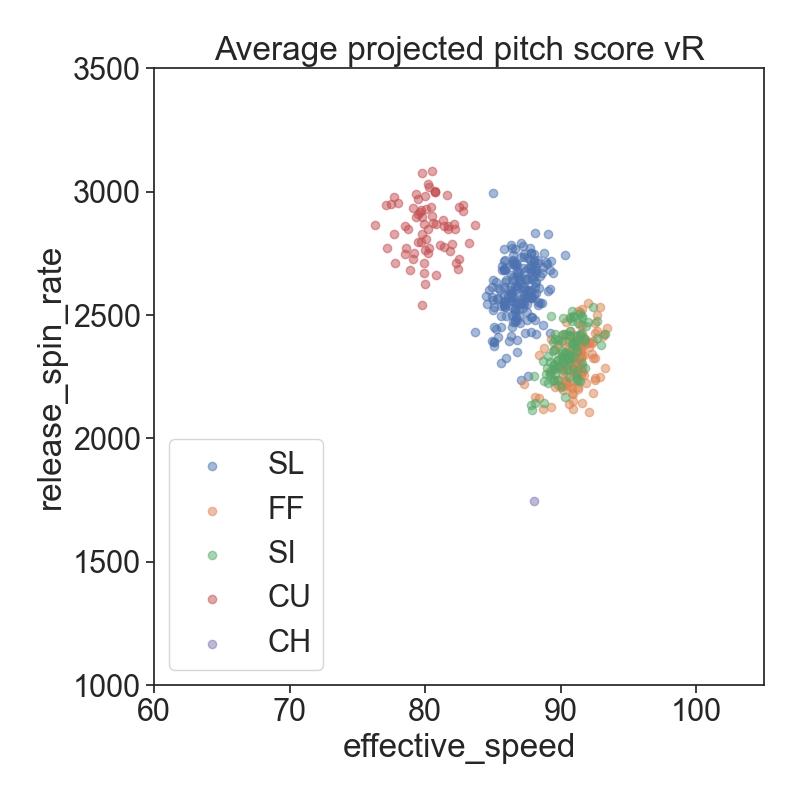 Average projected pitch score vR
3500
3000
2500
2000
1500
1000
release_spin_rate
SL
FF
SI
CU
CH
60 70 80 90 100
effective_speed